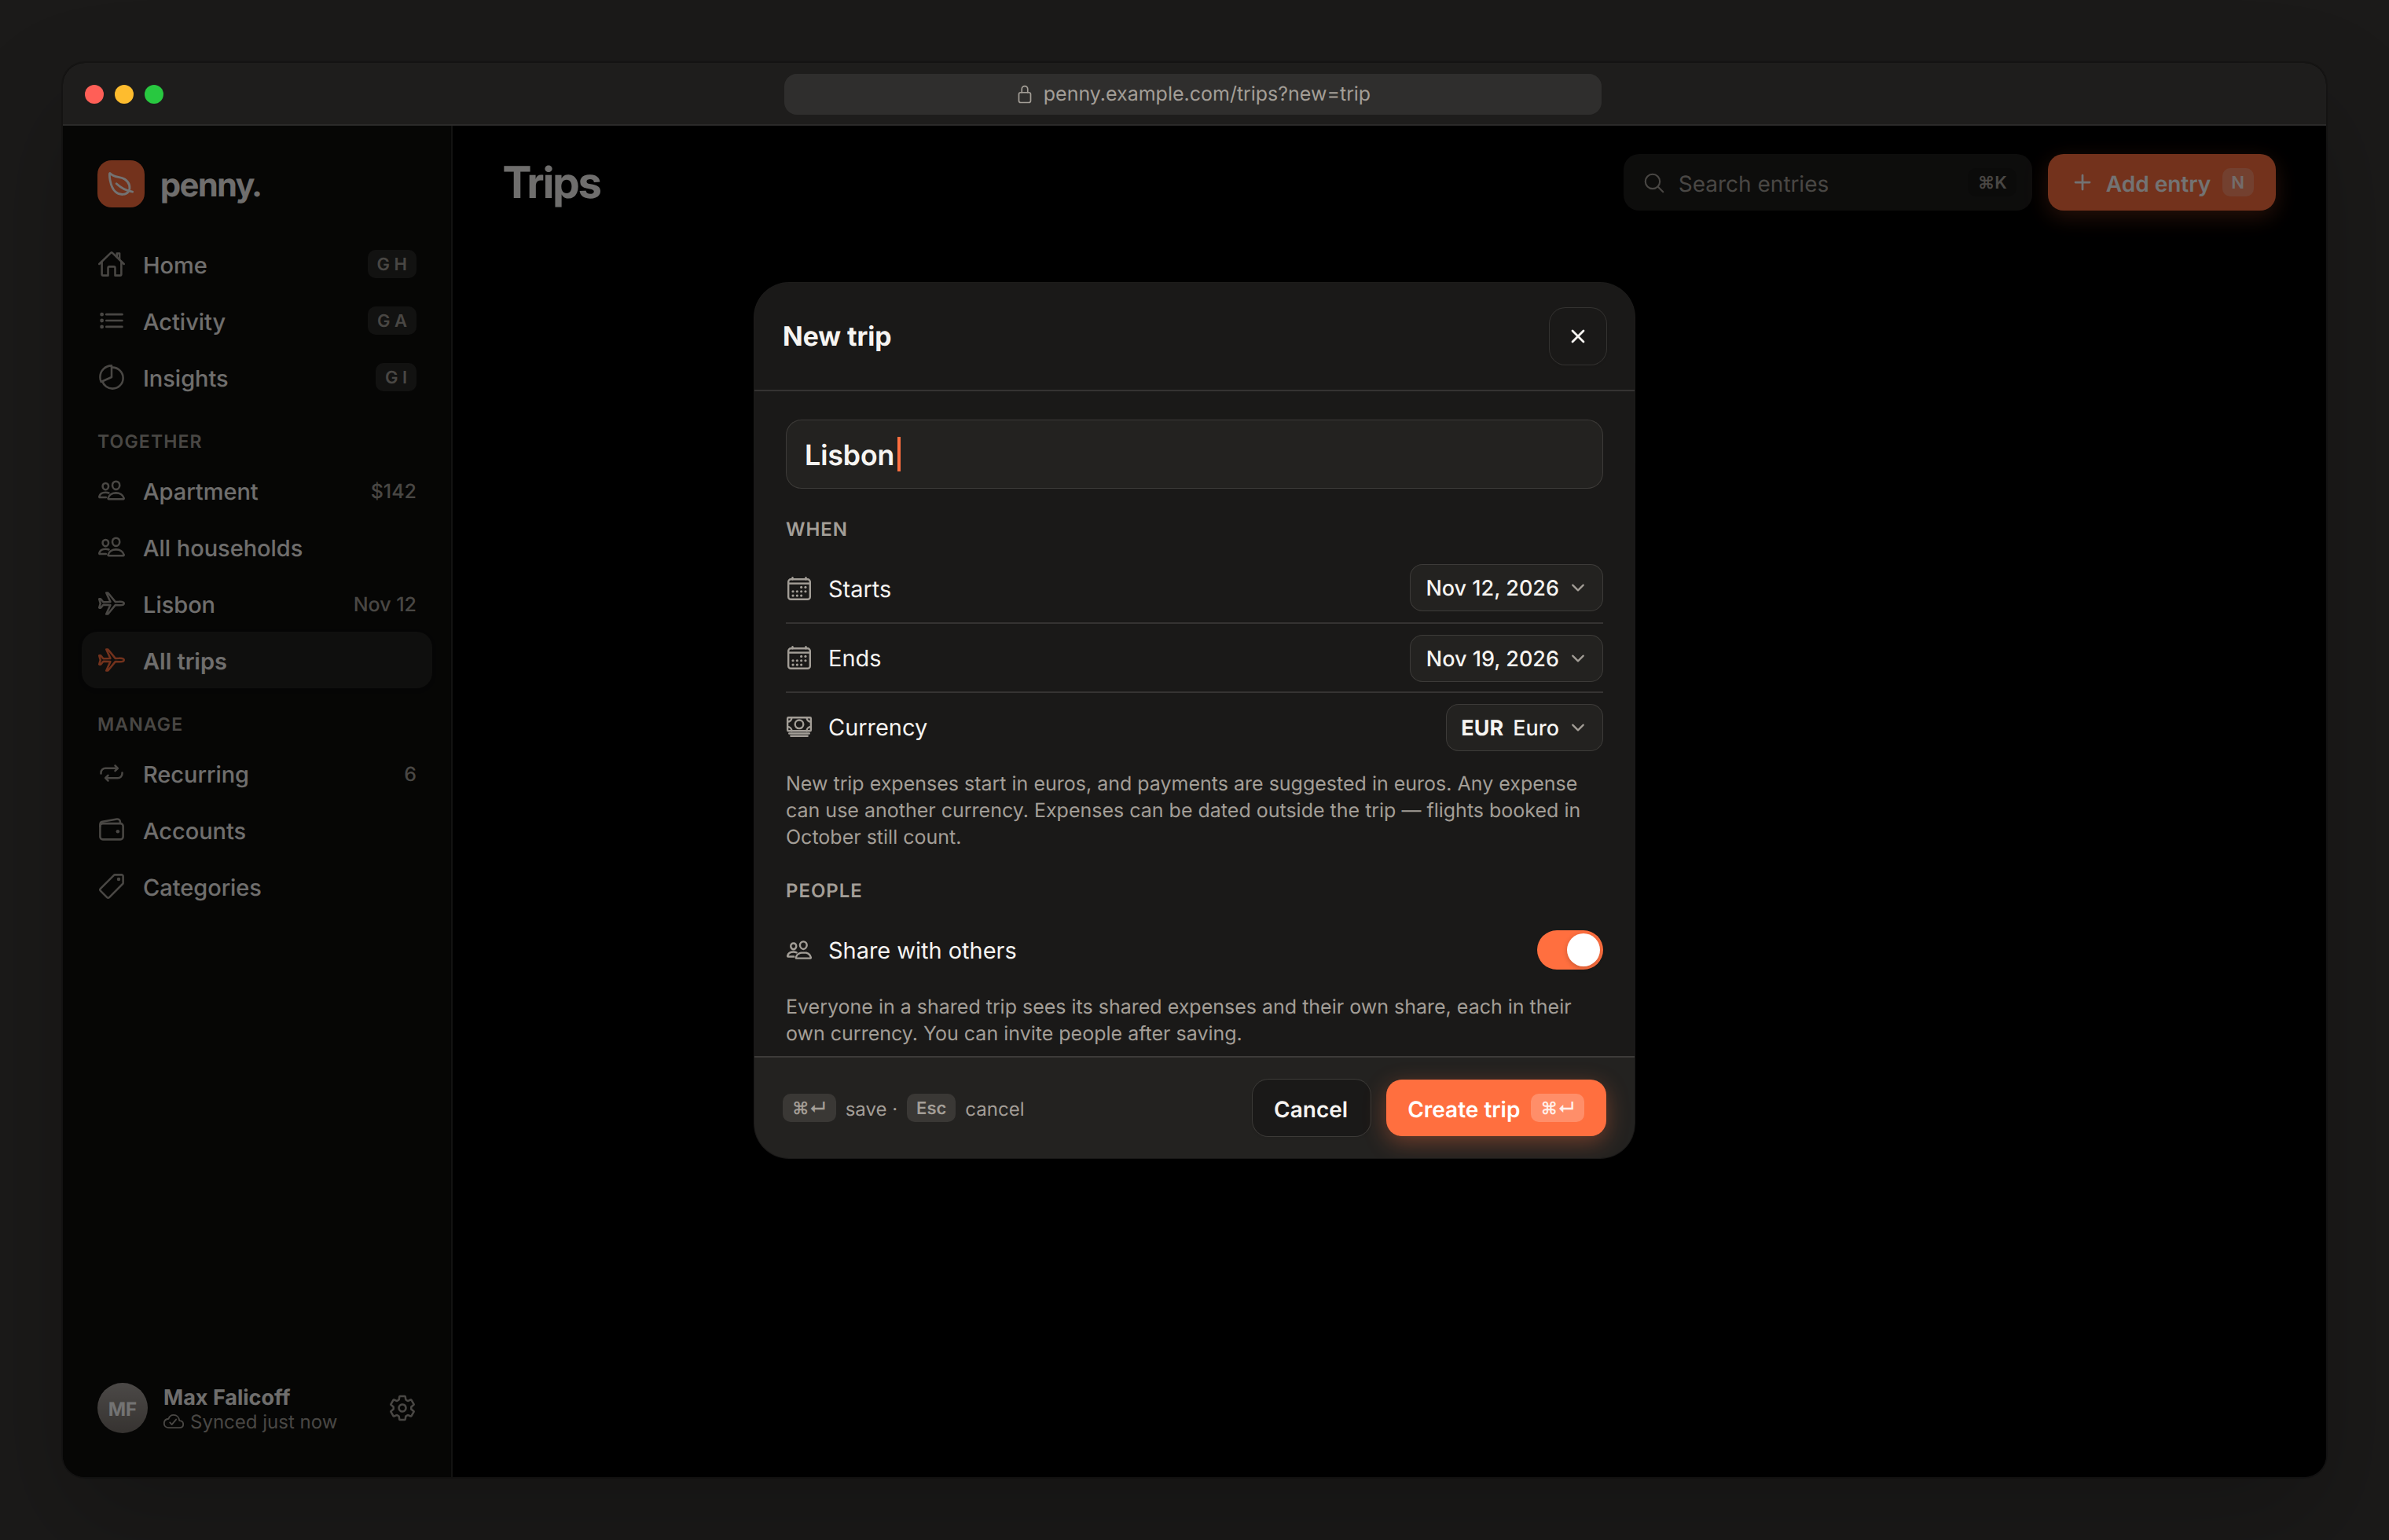 penny.example.com/trips?new=trip
penny.
Trips
Search entries ⌘K
+ Add entry N
Home G H
Activity G A
Insights G I
TOGETHER
Apartment $142
All households
Lisbon Nov 12
All trips
MANAGE
Recurring 6
Accounts
Categories
MF
Max Falicoff
Synced just now
New trip
Lisbon
WHEN
Starts Nov 12, 2026
Ends Nov 19, 2026
Currency EUR Euro
New trip expenses start in euros, and payments are suggested in euros. Any expense
can use another currency. Expenses can be dated outside the trip — flights booked in
October still count.
PEOPLE
Share with others
Everyone in a shared trip sees its shared expenses and their own share, each in their
own currency. You can invite people after saving.
⌘↵ save · Esc cancel
Cancel
Create trip ⌘↵